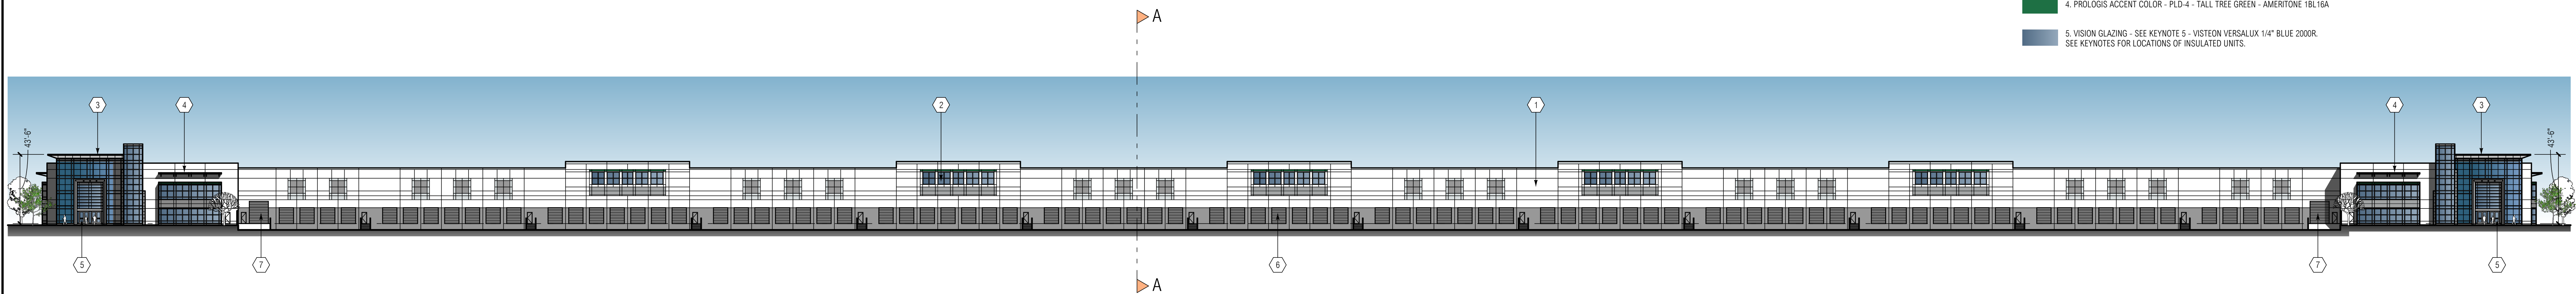 4. PROLOGIS ACCENT COLOR - PLD-4 - TALL TREE GREEN - AMERITONE 1BL16A
A
5. VISION GLAZING - SEE KEYNOTE 5 - VISTEON VERSALUX 1/4" BLUE 2000R.
SEE KEYNOTES FOR LOCATIONS OF INSULATED UNITS.
3
4
2
1
4
3
43'-6"
43'-6"
5
7
6
7
5
A